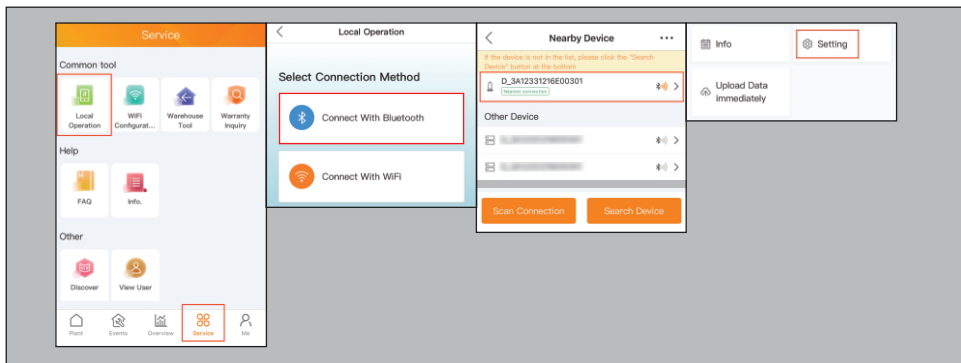 Service
Common tool
Local
Operation
WiFi
Configurat...
Warehouse
Tool
Warranty
Inquiry
Help
FAQ
Info.
Other
Discover
View User
Plant
Events
Overview
Service
Me
Local Operation
Select Connection Method
Connect With Bluetooth
Connect With WiFi
Nearby Device
If the device is not in the list, please click the "Search
Device" button at the bottom
D_3A12331216E00301
Nearest connection
Other Device
Scan Connection
Search Device
Info
Setting
Upload Data
immediately